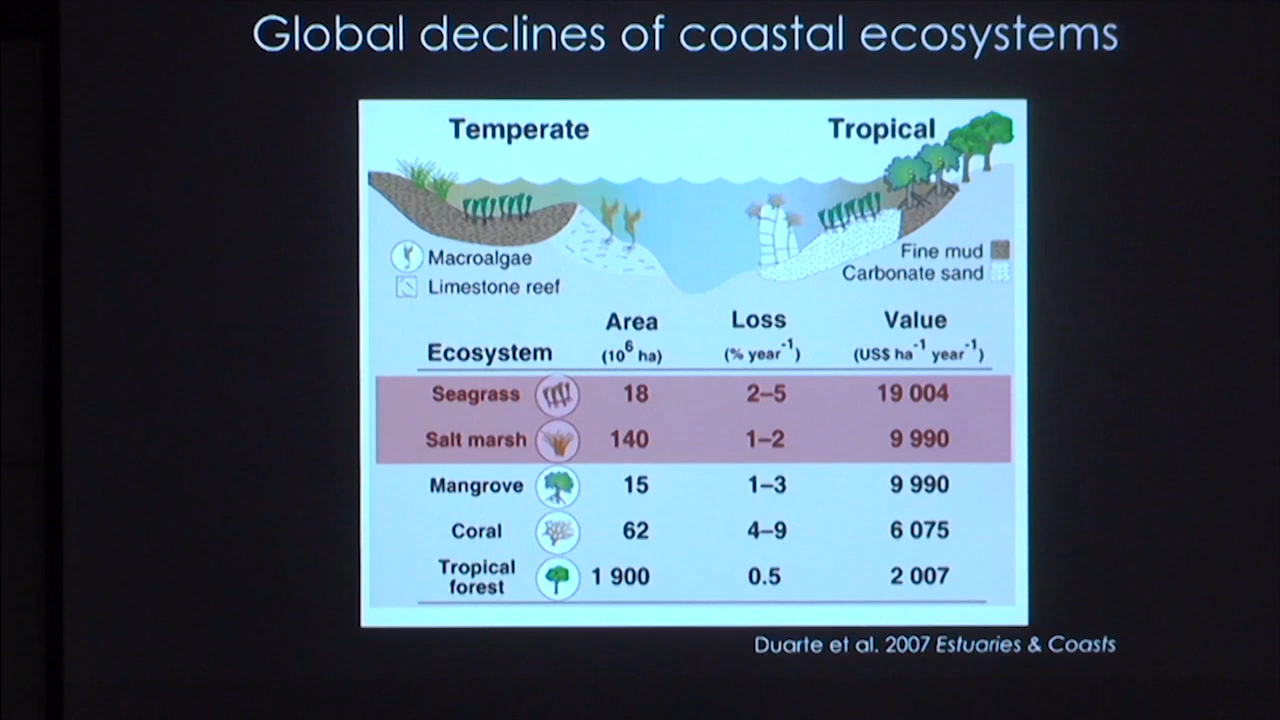 Global declines of coastal ecosystems
Temperate
Tropical
Macroalgae
Limestone reef
Fine mud
Carbonate sand
Ecosystem Area (10⁶ ha) Loss (% year⁻¹) Value (US$ ha⁻¹ year⁻¹)
Seagrass 18 2–5 19 004
Salt marsh 140 1–2 9 990
Mangrove 15 1–3 9 990
Coral 62 4–9 6 075
Tropical forest 1 900 0.5 2 007
Duarte et al. 2007 Estuaries & Coasts